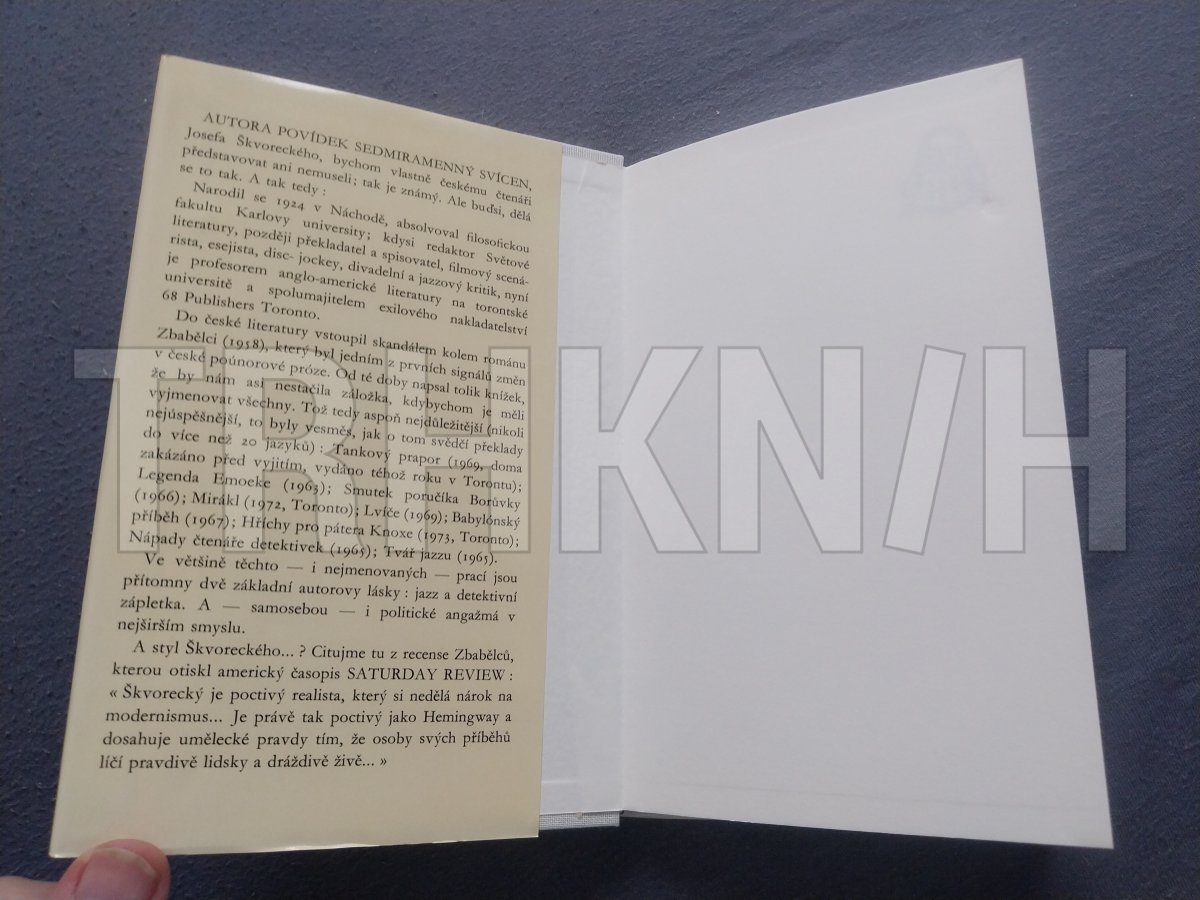 AUTORA POVÍDEK SEDMIRAMENNÝ SVÍCEN,
Josefa Škvoreckého, bychom vlastně českému čtenáři
představovat ani nemuseli; tak je známý. Ale buďsi, dělá
se to tak. A tak tedy :
Narodil se 1924 v Náchodě, absolvoval filosofickou
fakultu Karlovy university; kdysi redaktor Světové
literatury, později překladatel a spisovatel, filmový scená-
rista, esejista, disc- jockey, divadelní a jazzový kritik, nyní
je profesorem anglo-americké literatury na torontské
universitě a spolumajitelem exilového nakladatelství
68 Publishers Toronto.
Do české literatury vstoupil skandálem kolem románu
Zbabělci (1958), který byl jedním z prvních signálů změn
v české poúnorové próze. Od té doby napsal tolik knížek,
že by nám asi nestačila záložka, kdybychom je měli
vyjmenovat všechny. Tož tedy aspoň nejdůležitější (nikoli
nejúspěšnější, to byly vesměs, jak o tom svědčí překlady
do více než 20 jazyků) : Tankový prapor (1969, doma
zakázáno před vyjitím, vydáno téhož roku v Torontu);
Legenda Emoeke (1963); Smutek poručíka Borůvky
(1966); Mirákl (1972, Toronto); Lvíče (1969); Babylónský
příběh (1967); Hříchy pro pátera Knoxe (1973, Toronto);
Nápady čtenáře detektivek (1965); Tvář jazzu (1965).
Ve většině těchto — i nejmenovaných — prací jsou
přítomny dvě základní autorovy lásky : jazz a detektivní
zápletka. A — samosebou — i politické angažmá v
nejširším smyslu.
A styl Škvoreckého... ? Citujme tu z recense Zbabělců,
kterou otiskl americký časopis SATURDAY REVIEW :
« Škvorecký je poctivý realista, který si nedělá nárok na
modernismus... Je právě tak poctivý jako Hemingway a
dosahuje umělecké pravdy tím, že osoby svých příběhů
líčí pravdivě lidsky a dráždivě živě... »
TRHKNIH